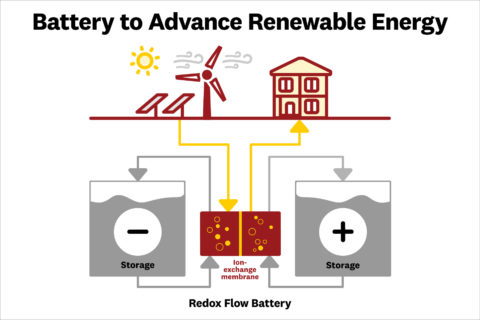 Battery to Advance Renewable Energy
−
+
Storage
Ion-
exchange
membrane
Storage
Redox Flow Battery